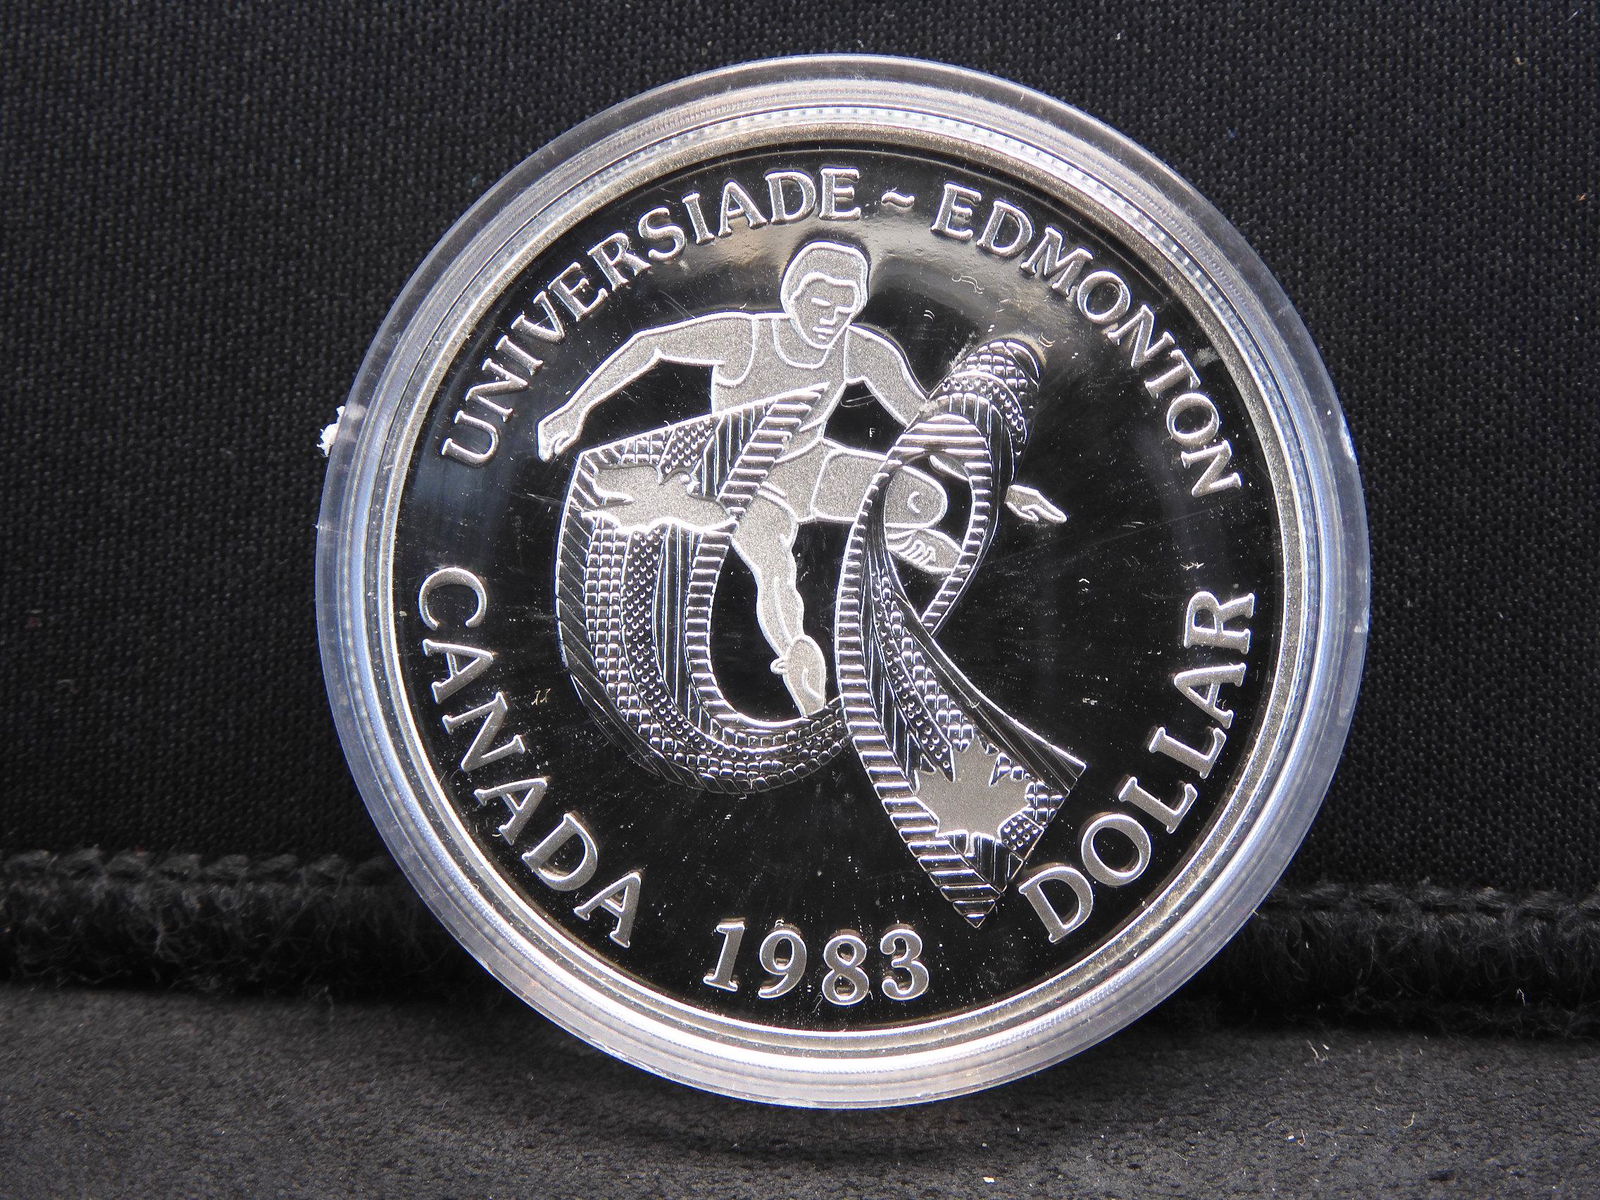 UNIVERSIADE ~ EDMONTON
CANADA 1983 DOLLAR